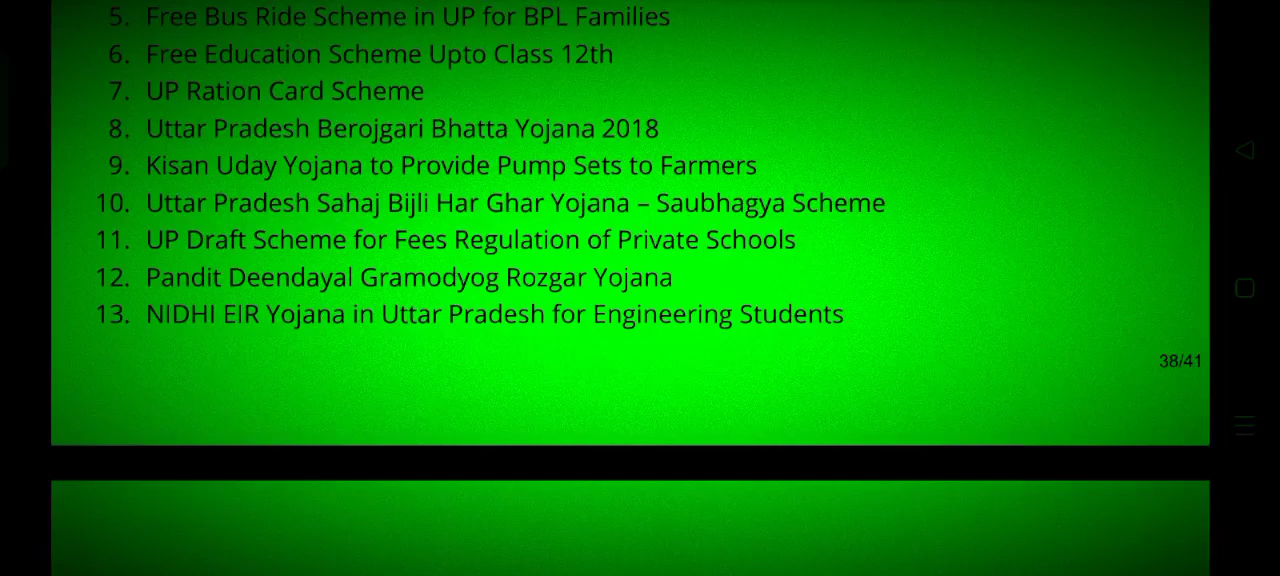 5. Free Bus Ride Scheme in UP for BPL Families
6. Free Education Scheme Upto Class 12th
7. UP Ration Card Scheme
8. Uttar Pradesh Berojgari Bhatta Yojana 2018
9. Kisan Uday Yojana to Provide Pump Sets to Farmers
10. Uttar Pradesh Sahaj Bijli Har Ghar Yojana – Saubhagya Scheme
11. UP Draft Scheme for Fees Regulation of Private Schools
12. Pandit Deendayal Gramodyog Rozgar Yojana
13. NIDHI EIR Yojana in Uttar Pradesh for Engineering Students
38/41